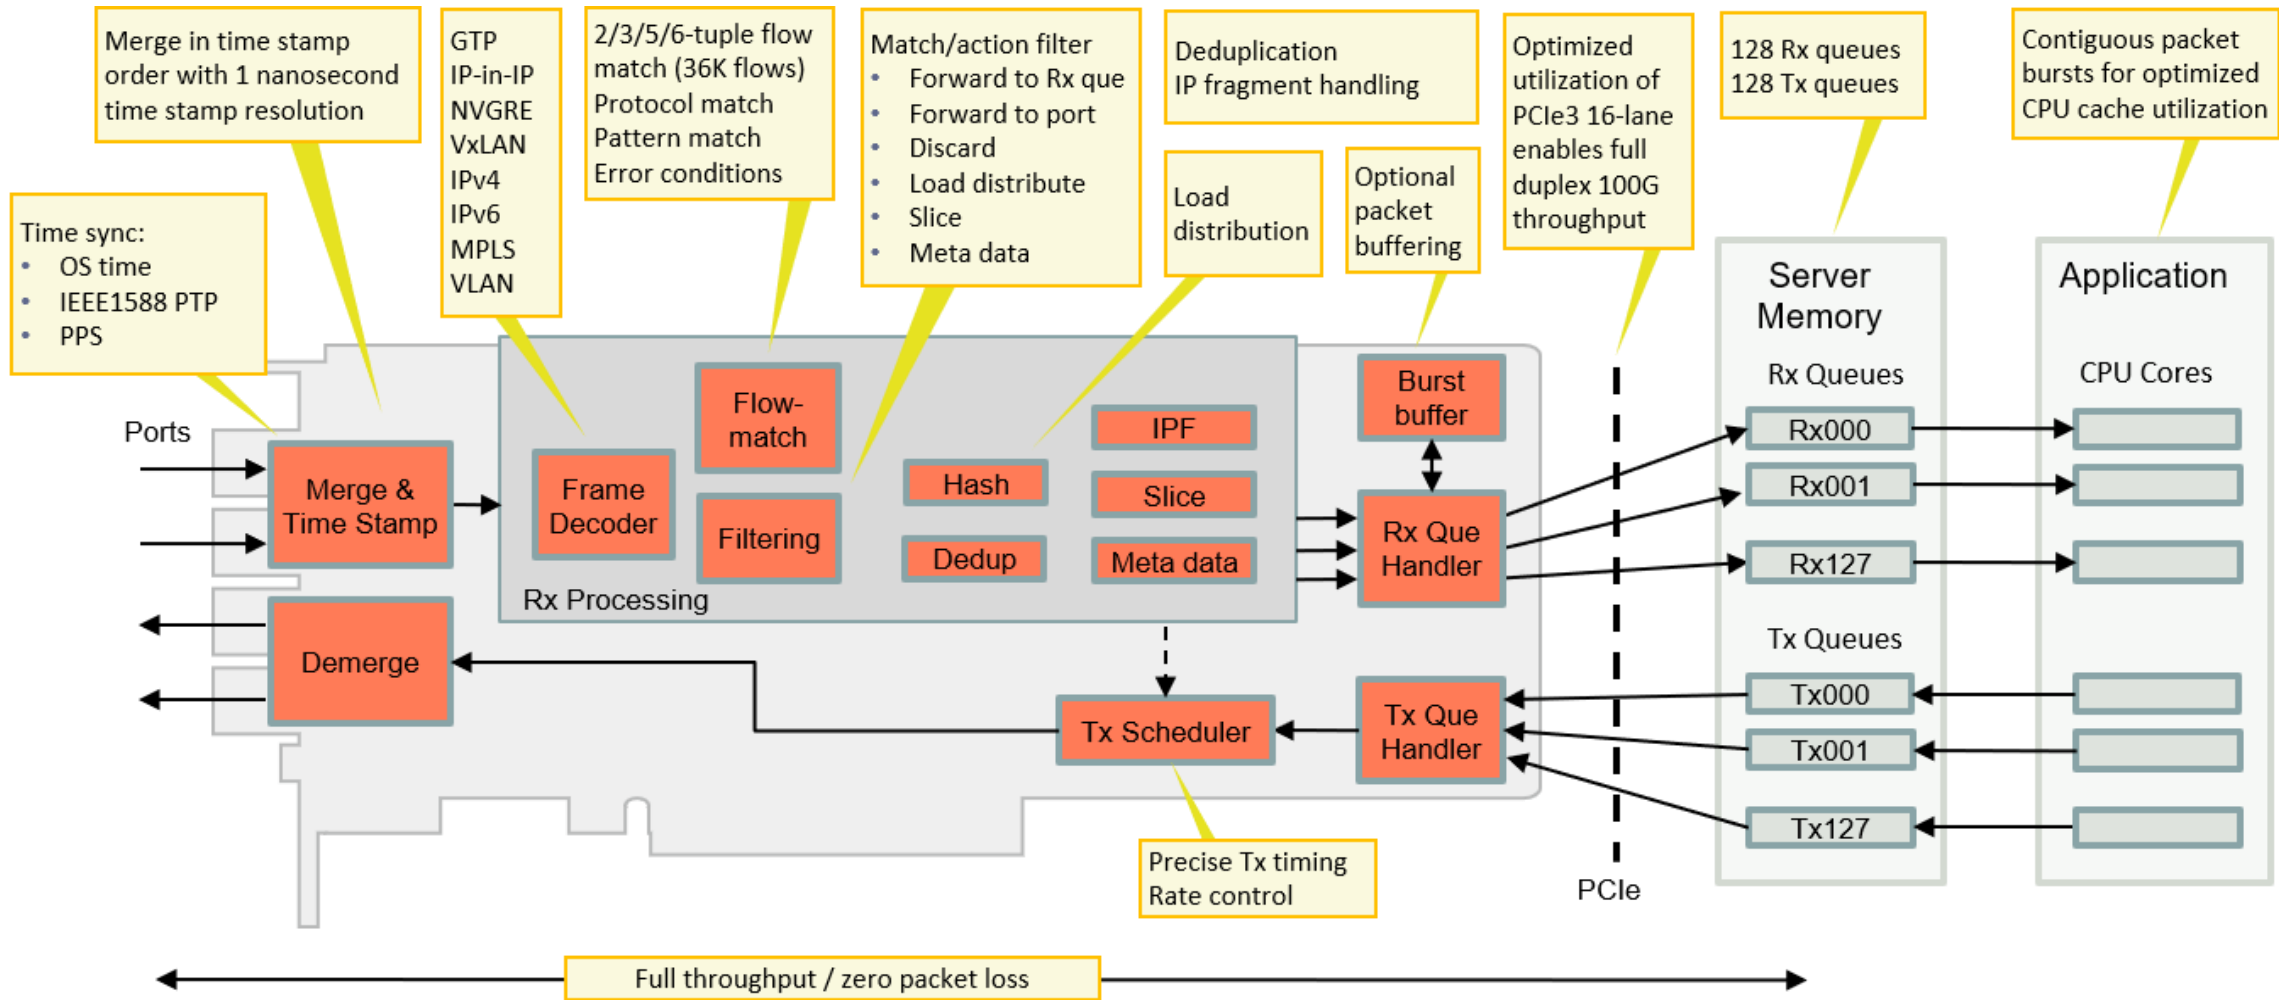 Merge in time stamp
order with 1 nanosecond
time stamp resolution
GTP
IP-in-IP
NVGRE
VxLAN
IPv4
IPv6
MPLS
VLAN
2/3/5/6-tuple flow
match (36K flows)
Protocol match
Pattern match
Error conditions
Match/action filter
• Forward to Rx que
• Forward to port
• Discard
• Load distribute
• Slice
• Meta data
Deduplication
IP fragment handling
Load
distribution
Optional
packet
buffering
Optimized
utilization of
PCIe3 16-lane
enables full
duplex 100G
throughput
128 Rx queues
128 Tx queues
Contiguous packet
bursts for optimized
CPU cache utilization
Time sync:
• OS time
• IEEE1588 PTP
• PPS
Ports
Merge &
Time Stamp
Demerge
Frame
Decoder
Flow-
match
Filtering
Hash
Dedup
IPF
Slice
Meta data
Rx Processing
Burst
buffer
Rx Que
Handler
Tx Scheduler
Tx Que
Handler
Precise Tx timing
Rate control
PCIe
Server
Memory
Rx Queues
Rx000
Rx001
Rx127
Tx Queues
Tx000
Tx001
Tx127
Application
CPU Cores
Full throughput / zero packet loss